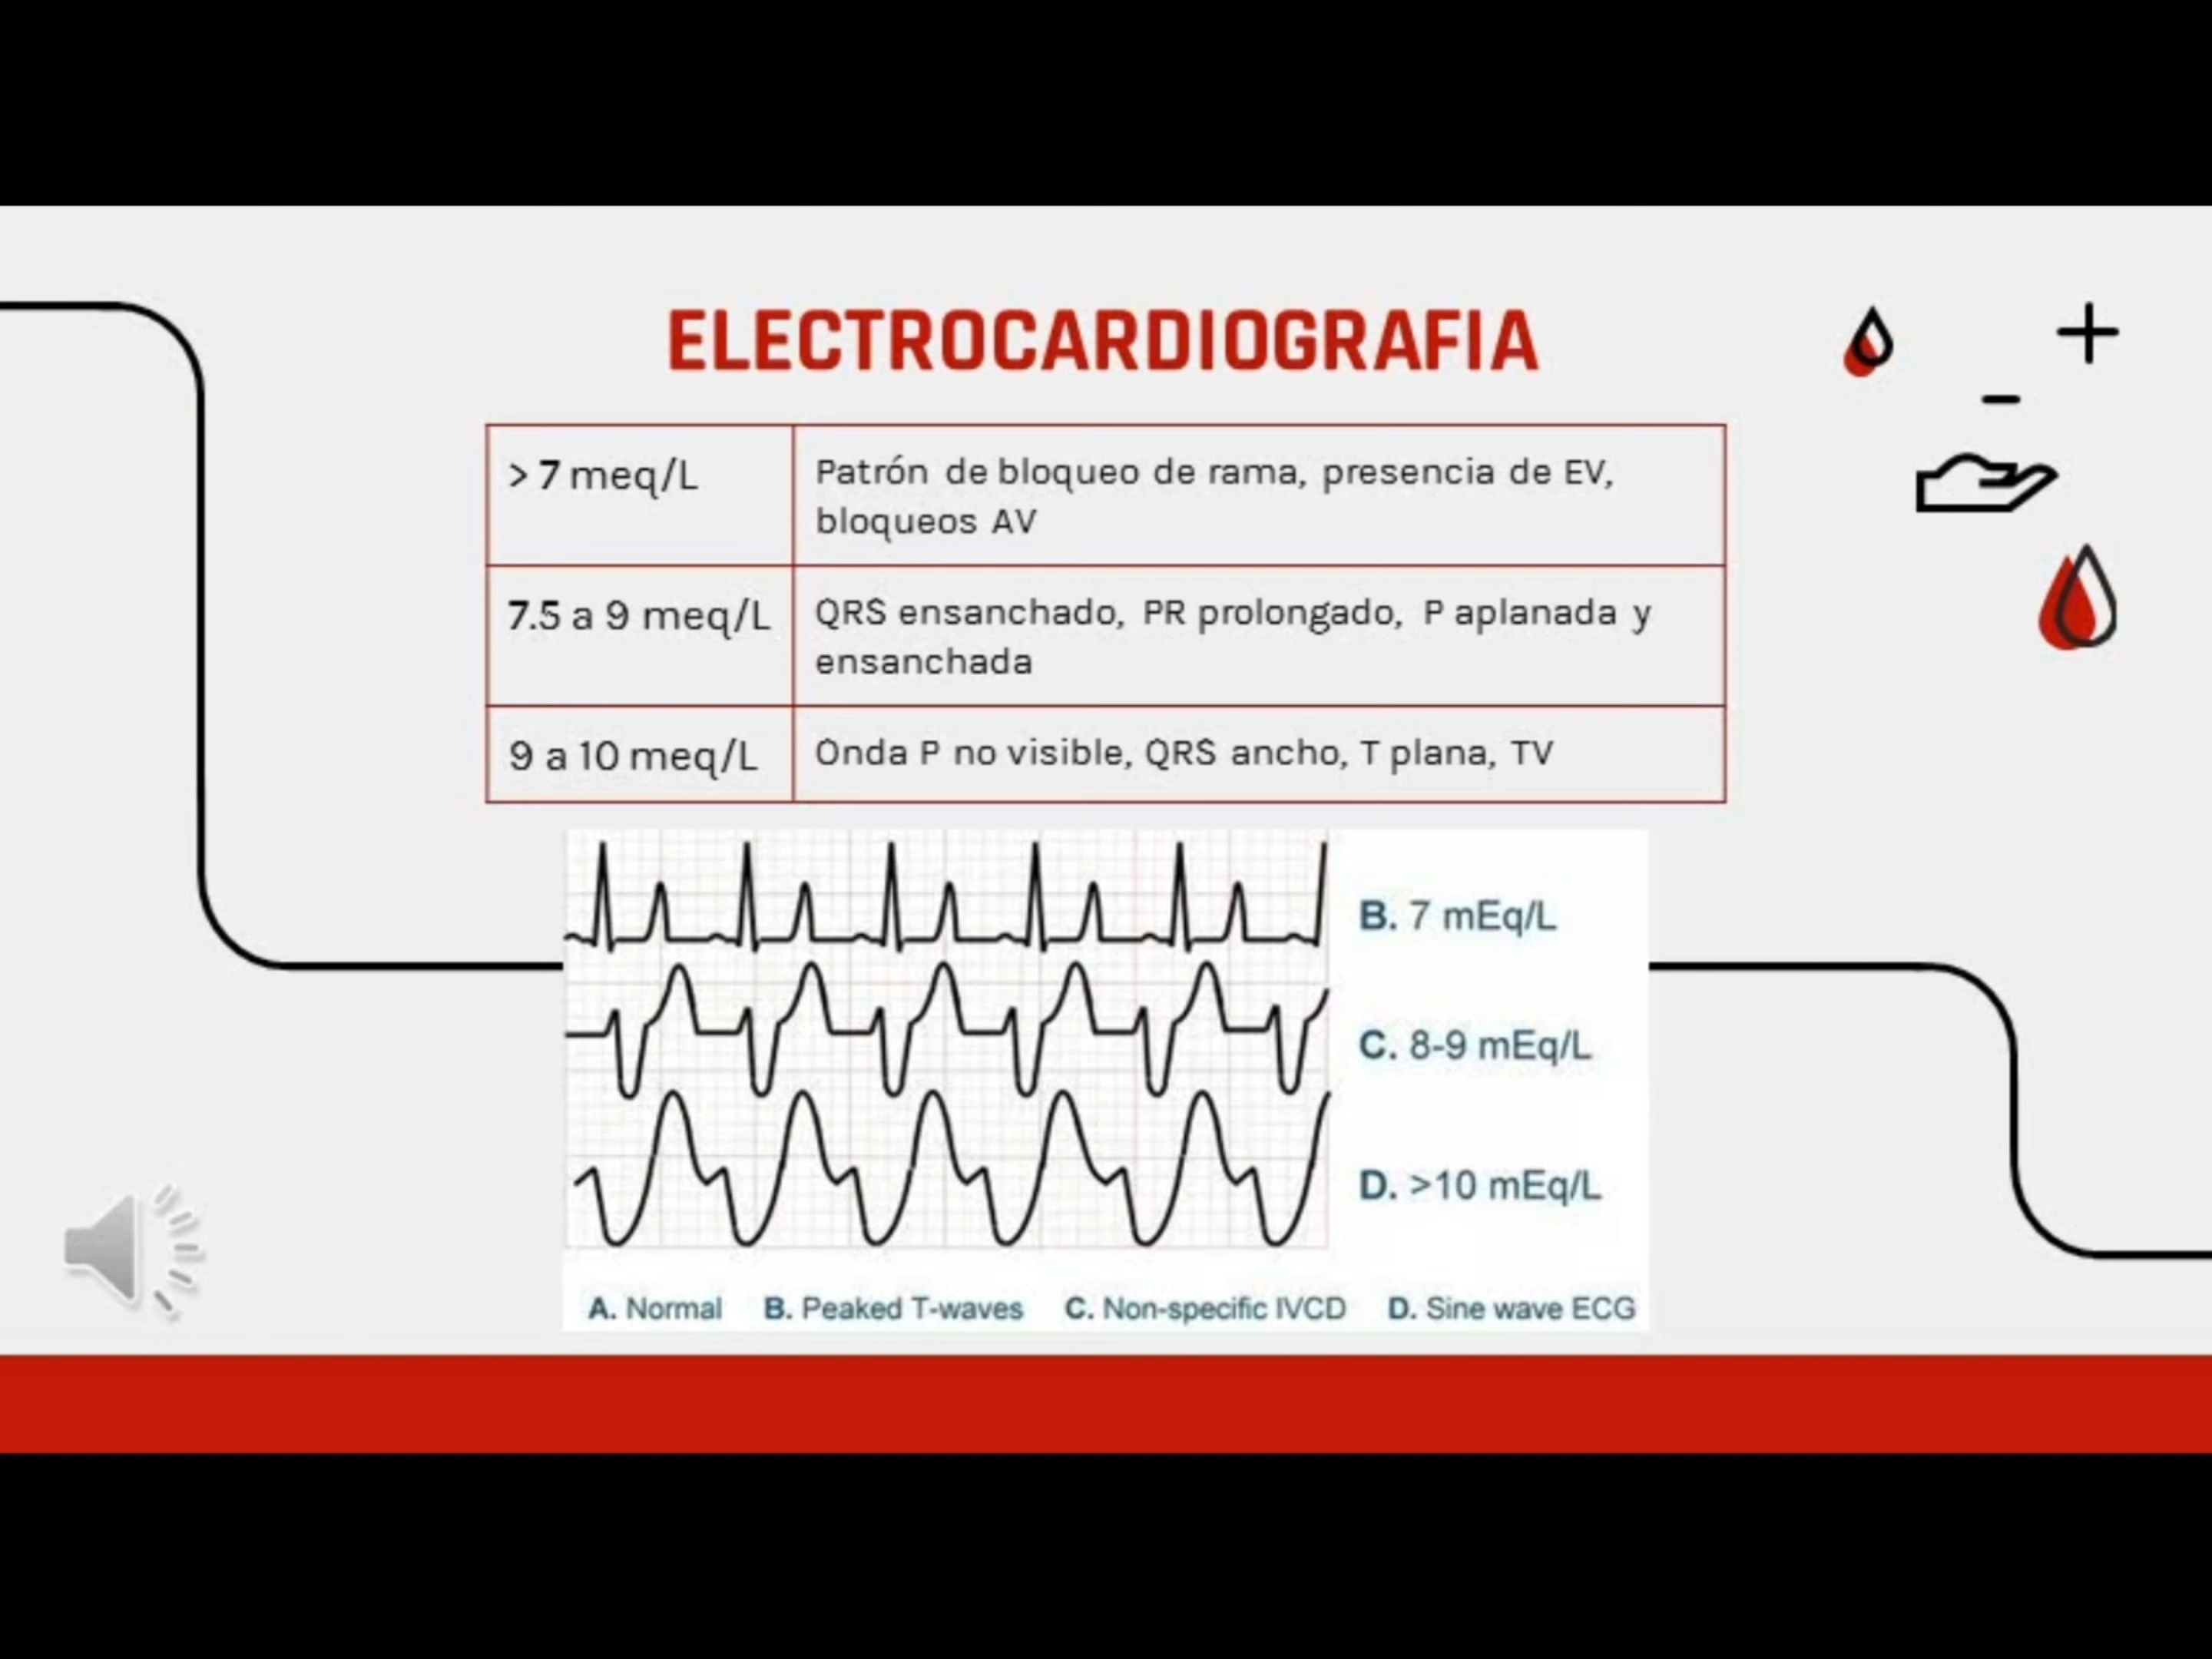 ELECTROCARDIOGRAFIA
> 7 meq/L
Patrón de bloqueo de rama, presencia de EV,
bloqueos AV
7.5 a 9 meq/L
QRS ensanchado, PR prolongado, P aplanada y
ensanchada
9 a 10 meq/L
Onda P no visible, QRS ancho, T plana, TV
B. 7 mEq/L
C. 8-9 mEq/L
D. >10 mEq/L
A. Normal B. Peaked T-waves C. Non-specific IVCD D. Sine wave ECG